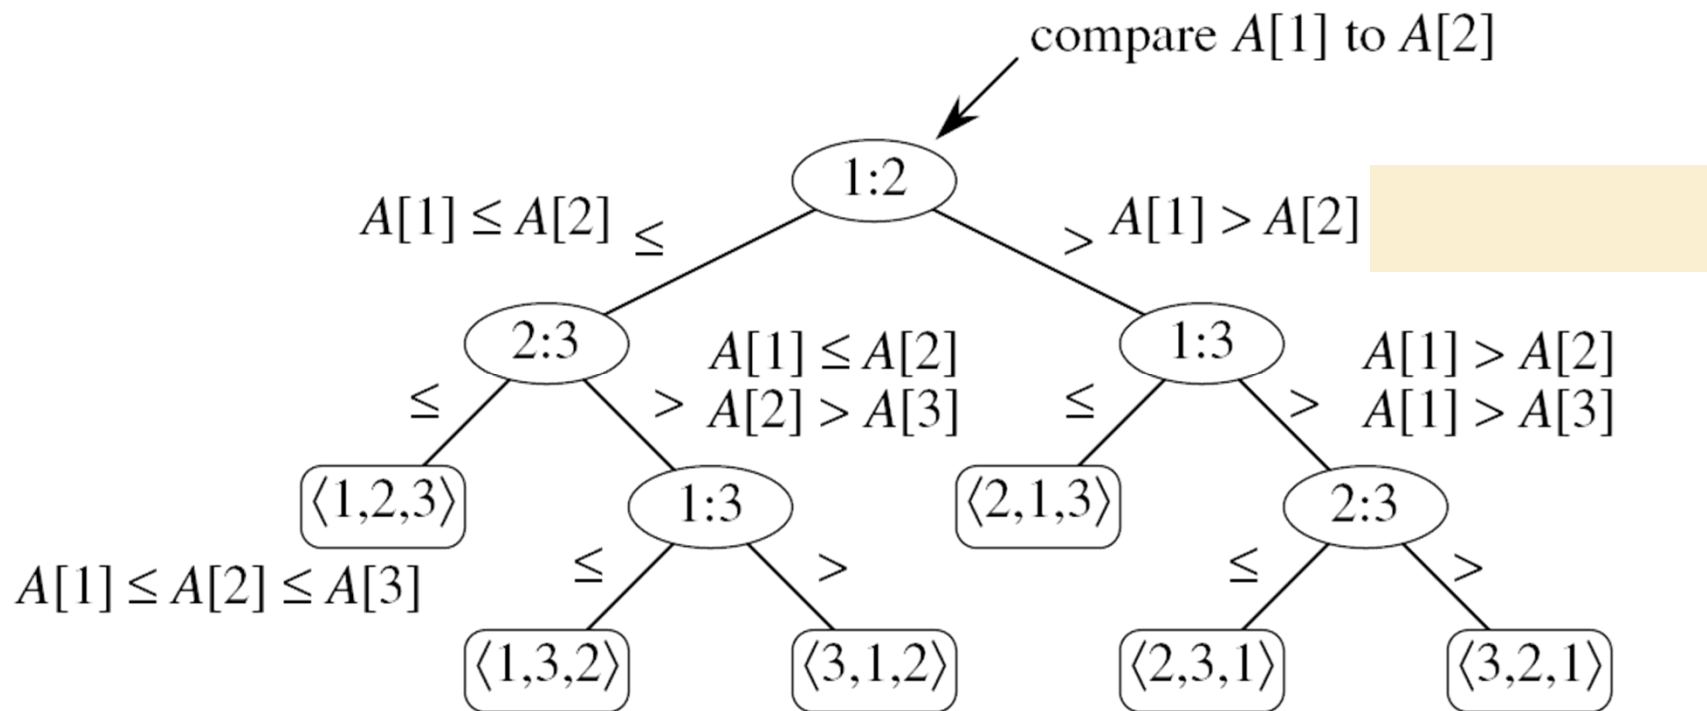 compare A[1] to A[2]
1:2
A[1] ≤ A[2] ≤
> A[1] > A[2]
2:3
1:3
≤
> A[1] ≤ A[2]
A[2] > A[3]
≤
> A[1] > A[2]
A[1] > A[3]
⟨1,2,3⟩
1:3
⟨2,1,3⟩
2:3
A[1] ≤ A[2] ≤ A[3]
≤
>
≤
>
⟨1,3,2⟩
⟨3,1,2⟩
⟨2,3,1⟩
⟨3,2,1⟩